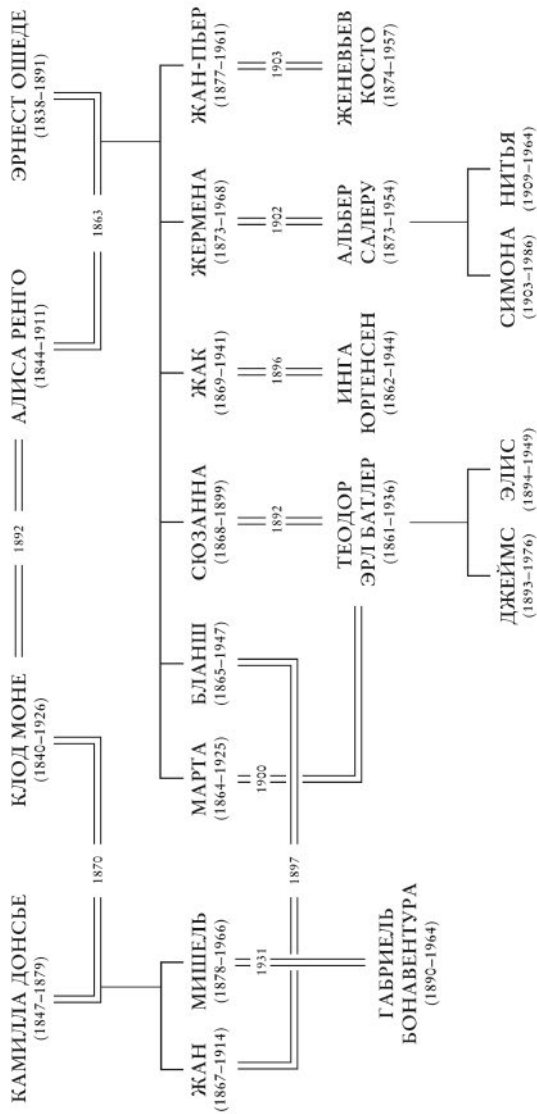 КАМИЛЛА ДОНСЬЕ
(1847–1879)
1870
КЛОД МОНЕ
(1840–1926)
1892
АЛИСА РЕНГО
(1844–1911)
1863
ЭРНЕСТ ОШЕДЕ
(1838–1891)
ЖАН
(1867–1914)
МИШЕЛЬ
(1878–1966)
МАРТА
(1864–1925)
БЛАНШ
(1865–1947)
СЮЗАННА
(1868–1899)
ЖАК
(1869–1941)
ЖЕРМЕНА
(1873–1968)
ЖАН-ПЬЕР
(1877–1961)
1931
1900
1892
1896
1902
1903
1897
ГАБРИЕЛЬ
БОНАВЕНТУРА
(1890–1964)
ТЕОДОР
ЭРЛ БАТЛЕР
(1861–1936)
ИНГА
ЮРГЕНСЕН
(1862–1944)
АЛЬБЕР
САЛЕРУ
(1873–1954)
ЖЕНЕВЬЕВ
КОСТО
(1874–1957)
ДЖЕЙМС
(1893–1976)
ЭЛИС
(1894–1949)
СИМОНА
(1903–1986)
НИТЬЯ
(1909–1964)